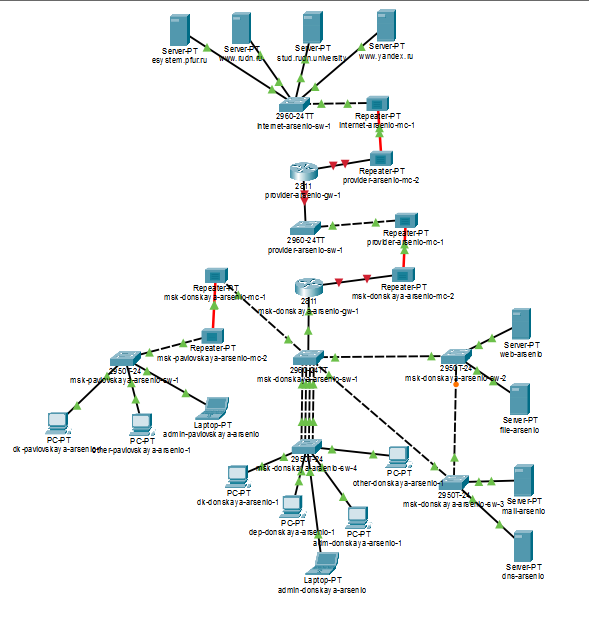 Server-PT
esystem.pfur.ru
Server-PT
www.rudn.ru
Server-PT
stud.rudn.university
Server-PT
www.yandex.ru
2960-24TT
internet-arsenio-sw-1
Repeater-PT
internet-arsenio-mc-1
Repeater-PT
provider-arsenio-mc-2
2811
provider-arsenio-gw-1
2960-24TT
provider-arsenio-sw-1
Repeater-PT
provider-arsenio-mc-1
Repeater-PT
msk-donskaya-arsenio-mc-1
Repeater-PT
msk-donskaya-arsenio-mc-2
2811
msk-donskaya-arsenio-gw-1
Repeater-PT
msk-pavlovskaya-arsenio-mc-2
2950T-24
msk-pavlovskaya-arsenio-sw-1
2960-24TT
msk-donskaya-arsenio-sw-1
2950T-24
msk-donskaya-arsenio-sw-2
Server-PT
web-arsenio
Server-PT
file-arsenio
PC-PT
dk-pavlovskaya-arsenio-1
PC-PT
other-pavlovskaya-arsenio-1
Laptop-PT
admin-pavlovskaya-arsenio
2950T-24
msk-donskaya-arsenio-sw-4
PC-PT
other-donskaya-arsenio-1
2950T-24
msk-donskaya-arsenio-sw-3
Server-PT
mail-arsenio
PC-PT
dk-donskaya-arsenio-1
PC-PT
dep-donskaya-arsenio-1
PC-PT
adm-donskaya-arsenio-1
Laptop-PT
admin-donskaya-arsenio
Server-PT
dns-arsenio